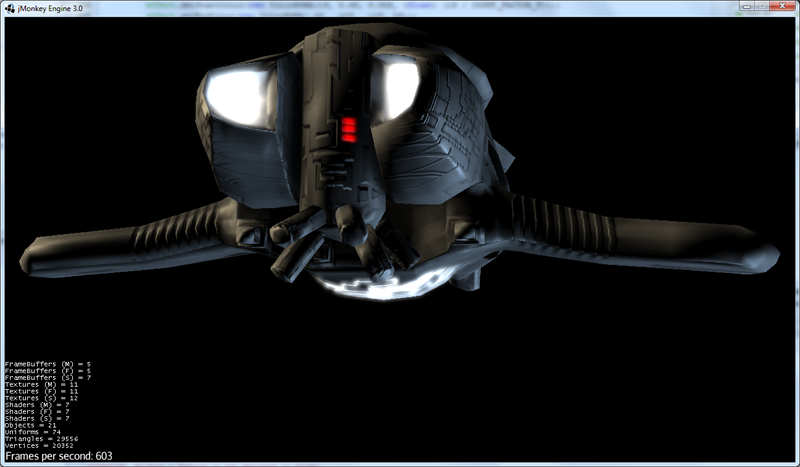 jMonkey Engine 3.0
FrameBuffers (M) = 5
FrameBuffers (F) = 5
FrameBuffers (S) = 7
Textures (M) = 11
Textures (F) = 11
Textures (S) = 12
Shaders (M) = 7
Shaders (F) = 7
Shaders (S) = 7
Objects = 21
Uniforms = 74
Triangles = 29556
Vertices = 20352
Frames per second: 603